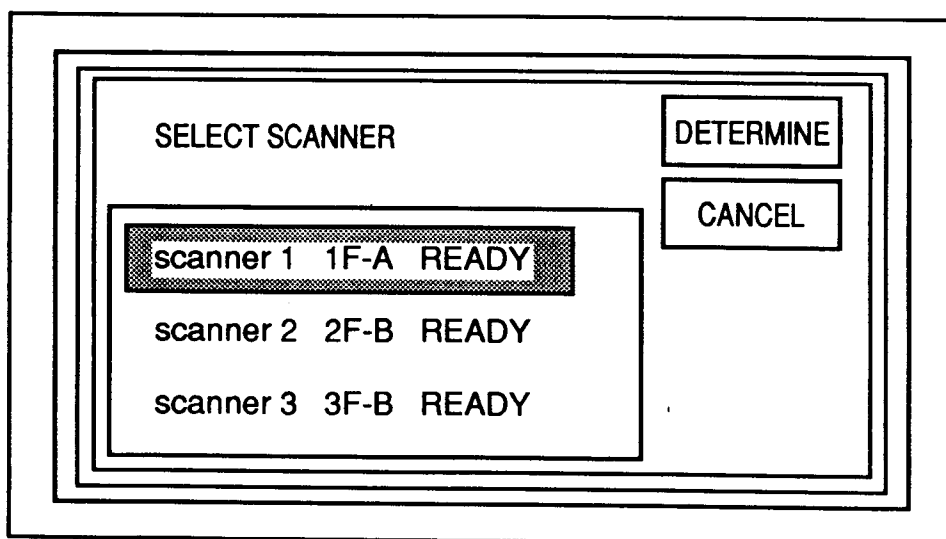 SELECT SCANNER
DETERMINE
CANCEL
scanner 1 1F-A READY
scanner 2 2F-B READY
scanner 3 3F-B READY